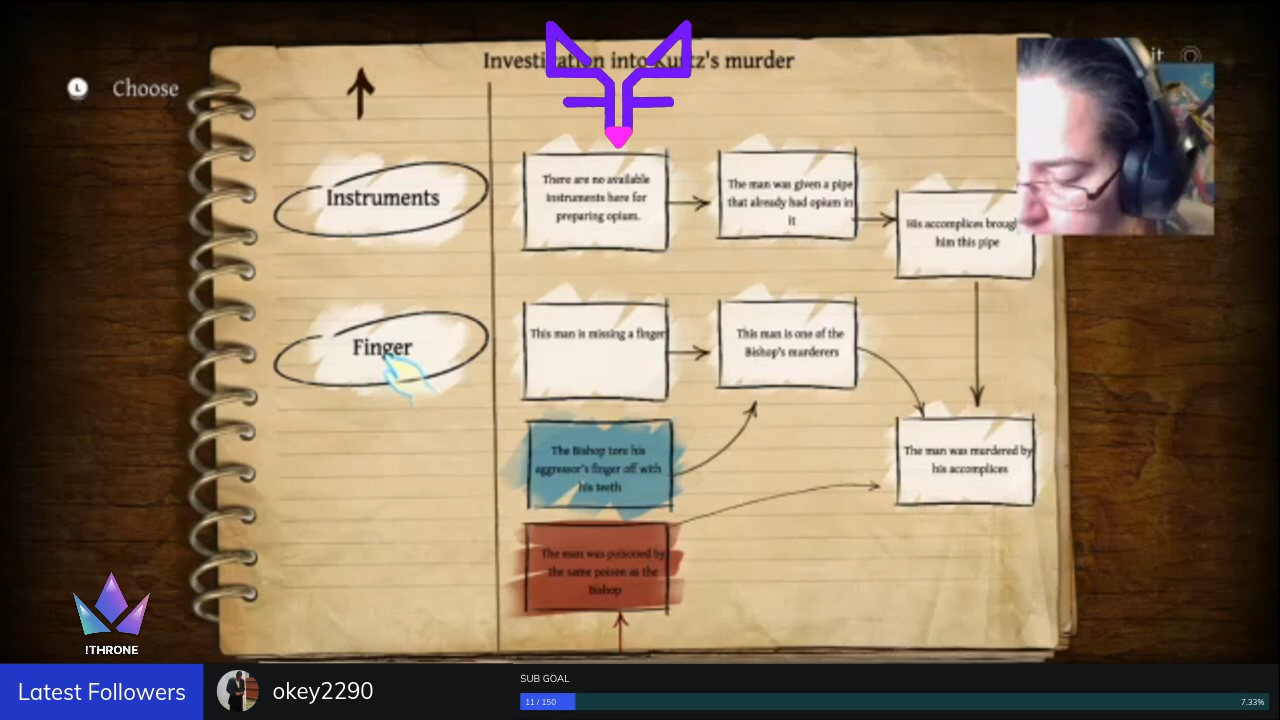 Investigation into Kurtz's murder
it
Choose
Instruments
There are no available
instruments here for
preparing opium.
The man was given a pipe
that already had opium in
it
His accomplices
him this pipe
Finger
This man is missing a finger
This man is one of the
Bishop's murderers
The Bishop tore his
aggressor's finger off with
his teeth
The man was murdered by
his accomplices
The man was poisoned by
the same poison as the
Bishop
!THRONE
Latest Followers
okey2290
SUB GOAL
11 / 150
7.33%